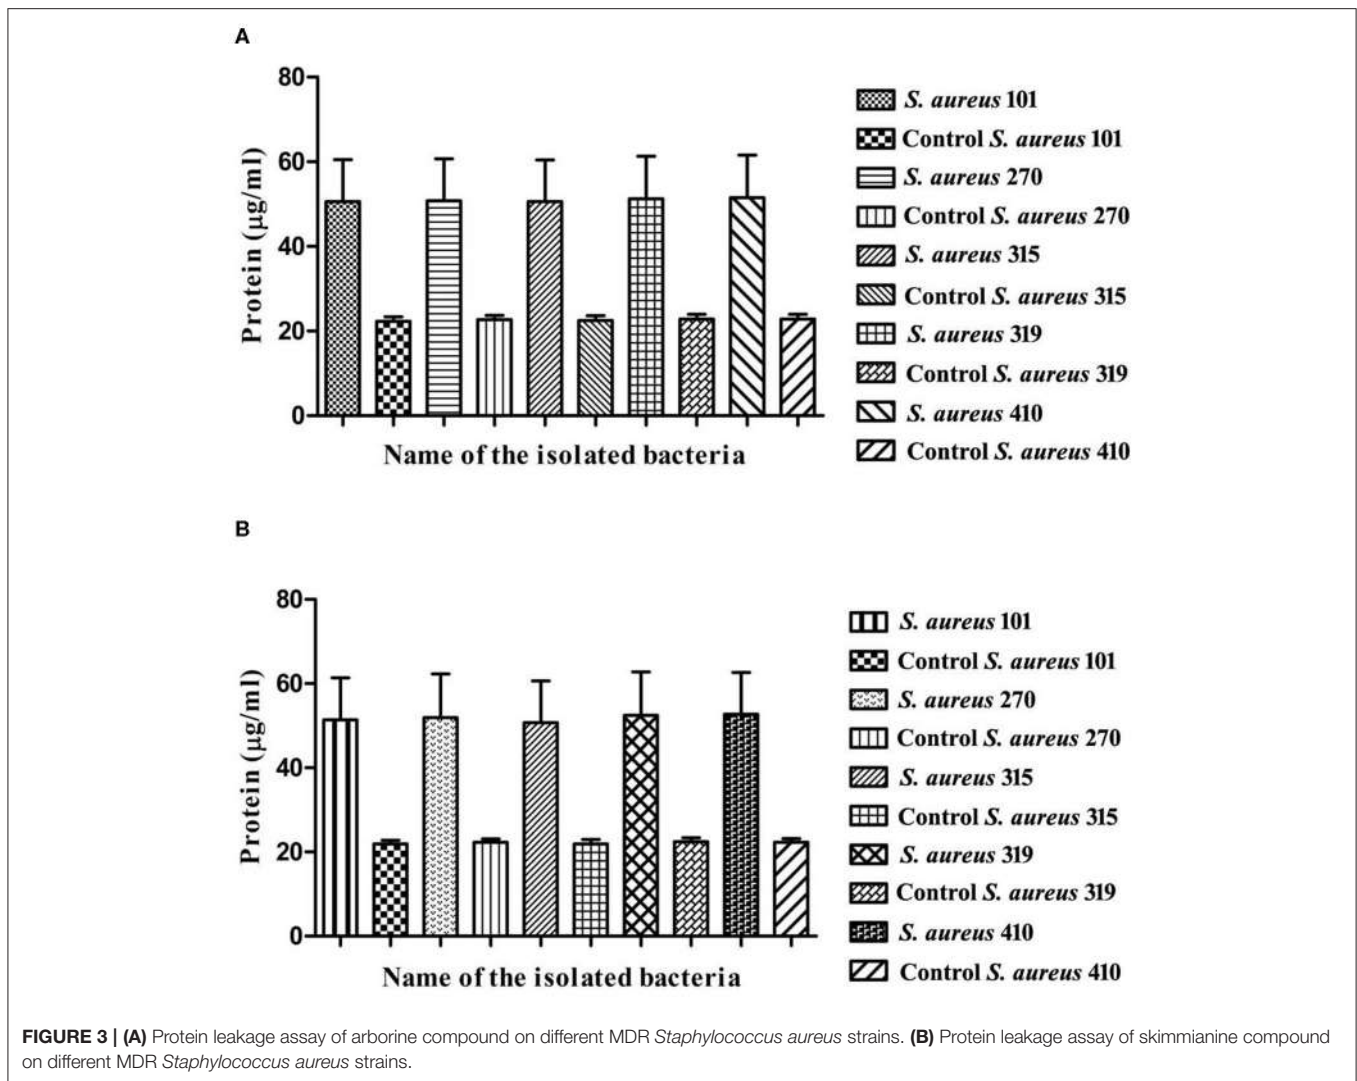 A
80
60
40
20
0
Protein (µg/ml)
Name of the isolated bacteria
S. aureus 101
Control S. aureus 101
S. aureus 270
Control S. aureus 270
S. aureus 315
Control S. aureus 315
S. aureus 319
Control S. aureus 319
S. aureus 410
Control S. aureus 410
B
80
60
40
20
0
Protein (µg/ml)
Name of the isolated bacteria
S. aureus 101
Control S. aureus 101
S. aureus 270
Control S. aureus 270
S. aureus 315
Control S. aureus 315
S. aureus 319
Control S. aureus 319
S. aureus 410
Control S. aureus 410
FIGURE 3 | (A) Protein leakage assay of arborine compound on different MDR Staphylococcus aureus strains. (B) Protein leakage assay of skimmianine compound
on different MDR Staphylococcus aureus strains.